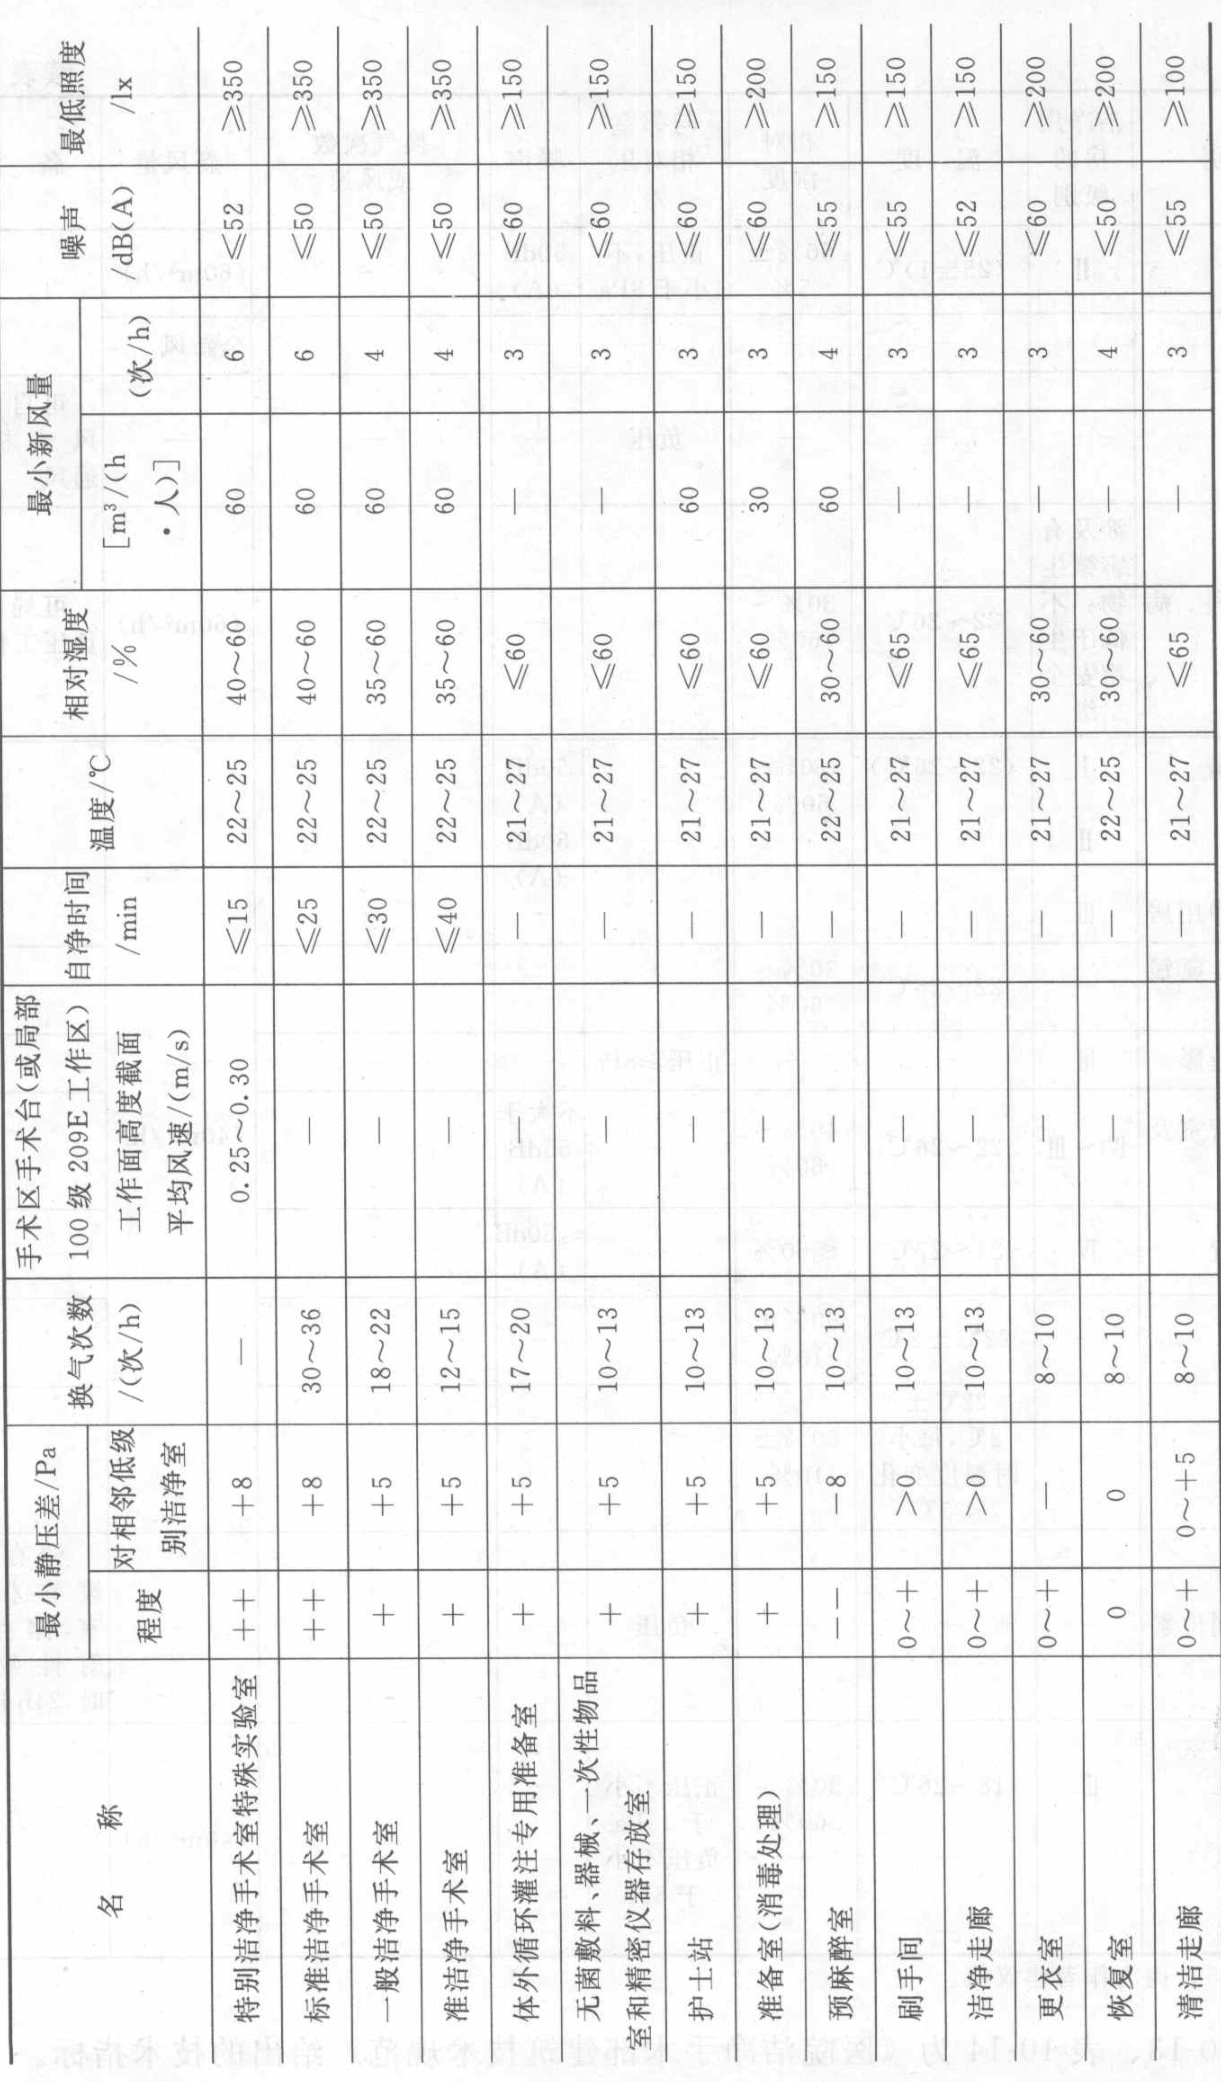 名 称 最小静压差/Pa 换气次数/(次/h) 手术区手术台(或局部100级209E工作区)工作面高度截面平均风速/(m/s) 自净时间/min 温度/℃ 相对湿度/% 最小新风量 噪声dB(A) 最低照度/lx
程度 对相邻低级别洁净室 [m³/(h·人)] (次/h)
特别洁净手术室特殊实验室 ++ +8 — 0.25~0.30 ≤15 22~25 40~60 60 6 ≤52 ≥350
标准洁净手术室 ++ +8 30~36 — ≤25 22~25 40~60 60 6 ≤50 ≥350
一般洁净手术室 + +5 18~22 — ≤30 22~25 35~60 60 4 ≤50 ≥350
准洁净手术室 + +5 12~15 — ≤40 22~25 35~60 60 4 ≤50 ≥350
体外循环灌注专用准备室 + +5 17~20 — — 21~27 ≤60 — 3 ≤60 ≥150
无菌敷料、器械、一次性物品
室和精密仪器存放室 + +5 10~13 — — 21~27 ≤60 — 3 ≤60 ≥150
护士站 + +5 10~13 — — 21~27 ≤60 60 3 ≤60 ≥150
准备室(消毒处理) + +5 10~13 — — 21~27 ≤60 30 3 ≤60 ≥200
预麻醉室 −− −8 10~13 — — 22~25 30~60 60 4 ≤55 ≥150
刷手间 0~+ >0 10~13 — — 21~27 ≤65 — 3 ≤55 ≥150
洁净走廊 0~+ >0 10~13 — — 21~27 ≤65 — 3 ≤52 ≥150
更衣室 0~+ — 8~10 — — 21~27 30~60 — 3 ≤60 ≥200
恢复室 0 0 8~10 — — 22~25 30~60 — 4 ≤50 ≥200
清洁走廊 0~+ 0~+5 8~10 — — 21~27 ≤65 — 3 ≤55 ≥100